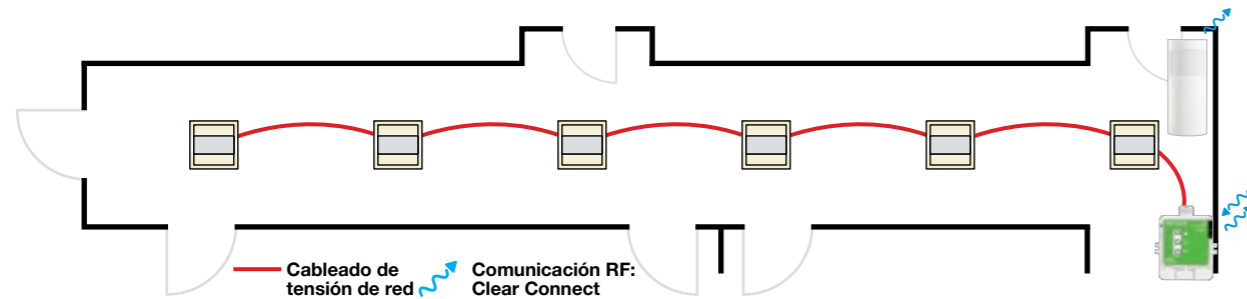 Cableado de
tensión de red
Comunicación RF:
Clear Connect